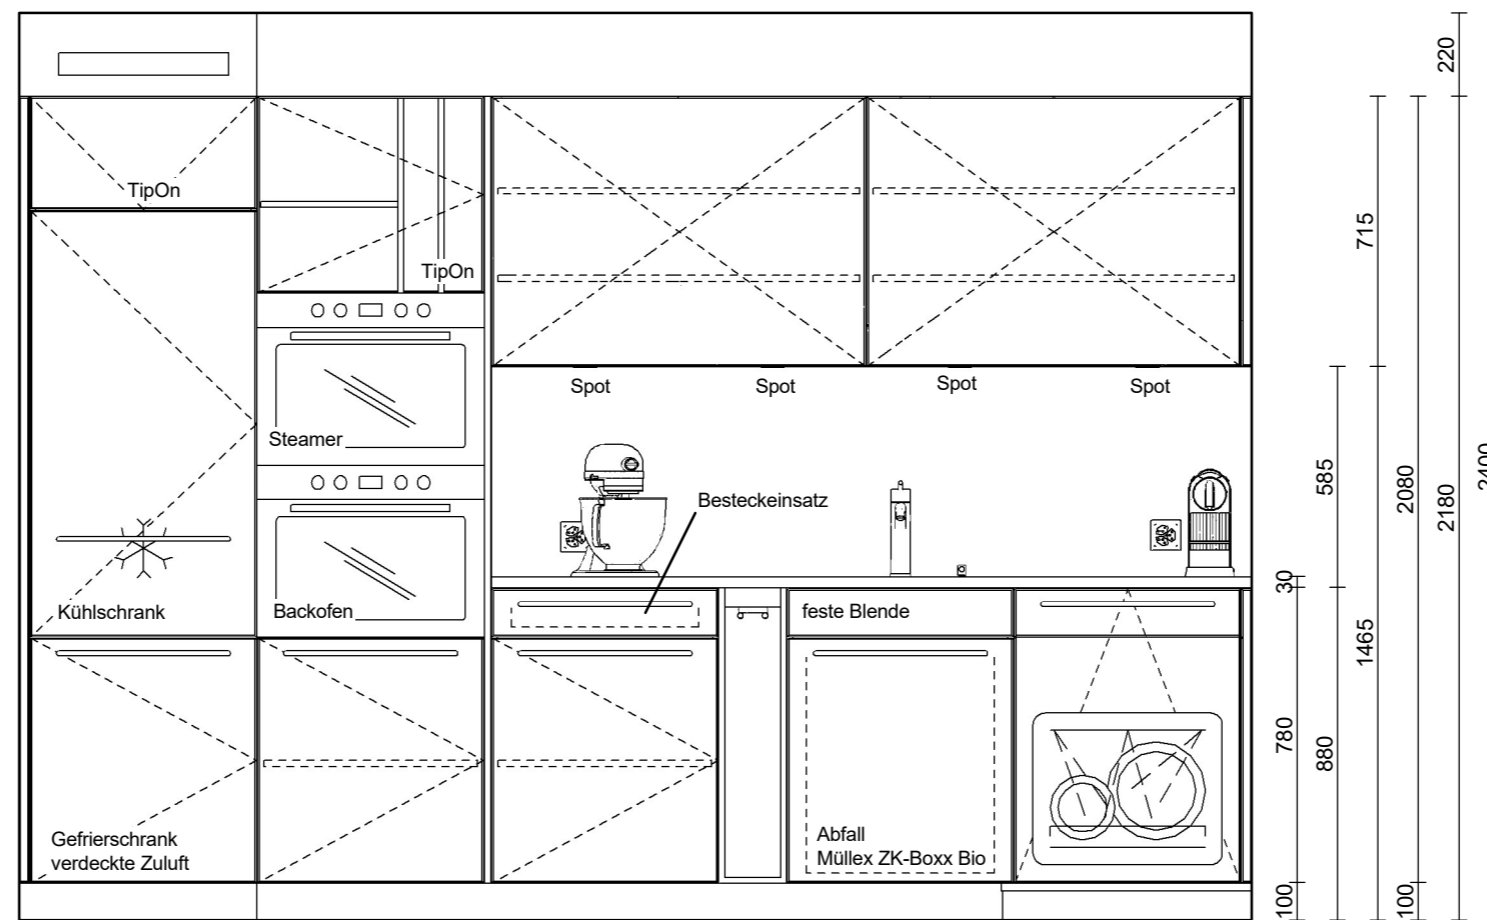 220
TipOn
TipOn
715
Spot
Spot
Spot
Spot
Steamer
Besteckeinsatz
585
2080
2180
2400
Kühlschrank
Backofen
feste Blende
30
1465
780
880
Gefrierschrank
verdeckte Zuluft
Abfall
Müllex ZK-Boxx Bio
100
100